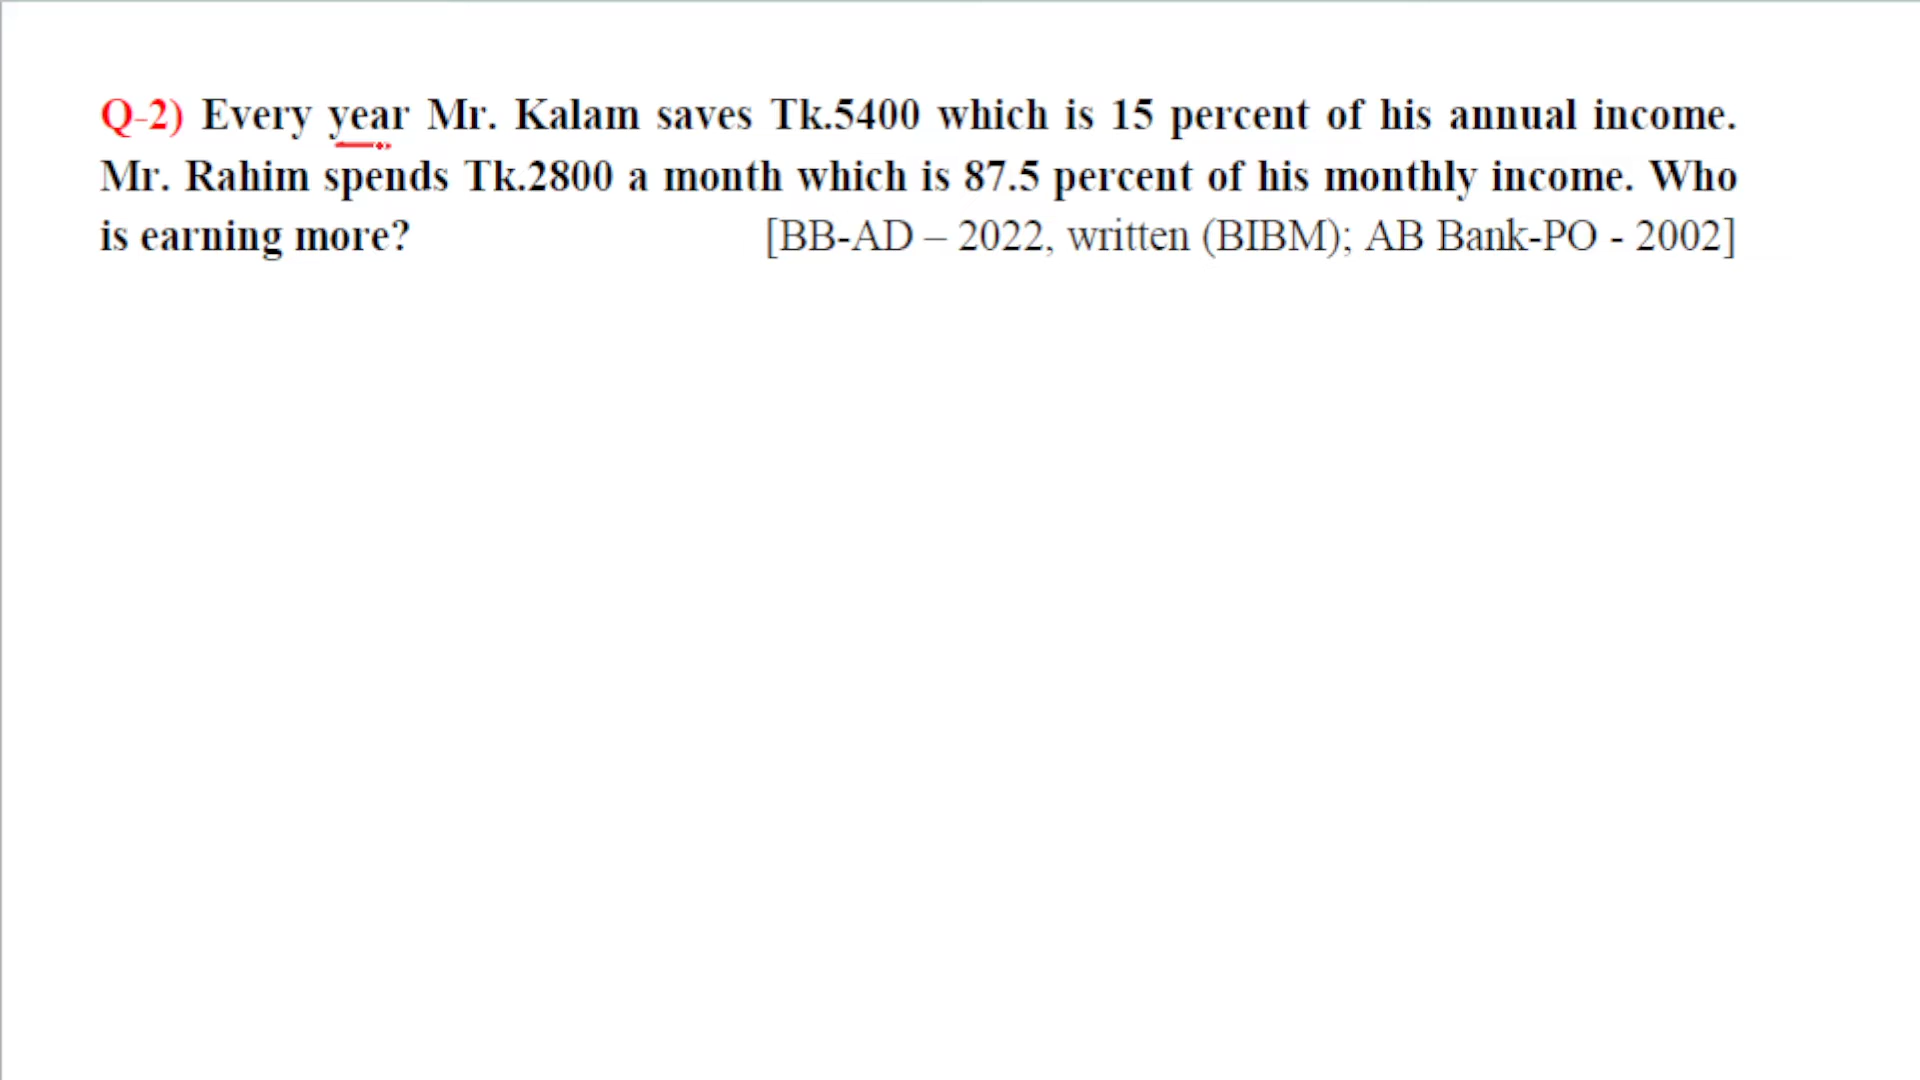 Q-2) Every year Mr. Kalam saves Tk.5400 which is 15 percent of his annual income.
Mr. Rahim spends Tk.2800 a month which is 87.5 percent of his monthly income. Who
is earning more? [BB-AD – 2022, written (BIBM); AB Bank-PO - 2002]